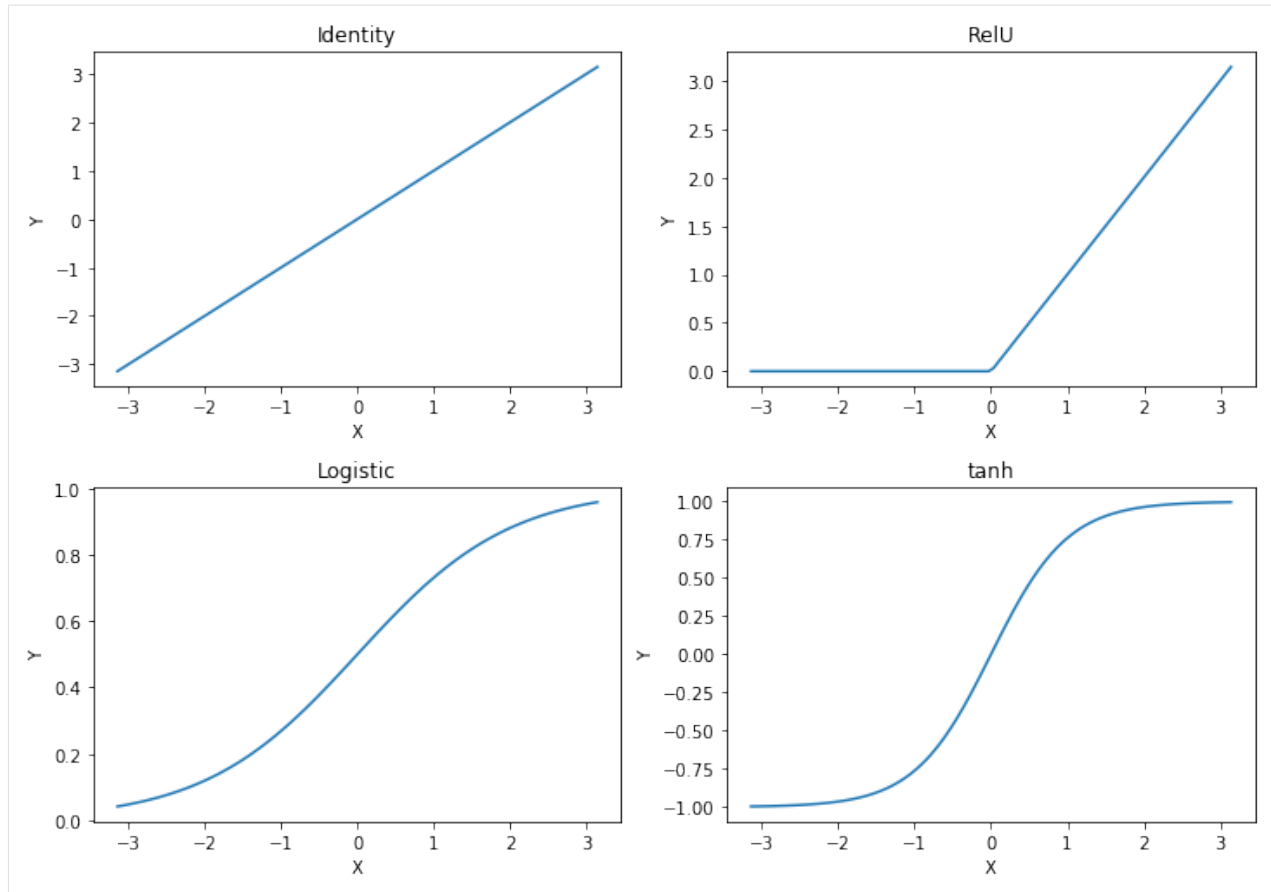 Identity
3
2
1
0
−1
−2
−3
Y
−3 −2 −1 0 1 2 3
X
RelU
3.0
2.5
2.0
1.5
1.0
0.5
0.0
Y
−3 −2 −1 0 1 2 3
X
Logistic
1.0
0.8
0.6
0.4
0.2
0.0
Y
−3 −2 −1 0 1 2 3
X
tanh
1.00
0.75
0.50
0.25
0.00
−0.25
−0.50
−0.75
−1.00
Y
−3 −2 −1 0 1 2 3
X